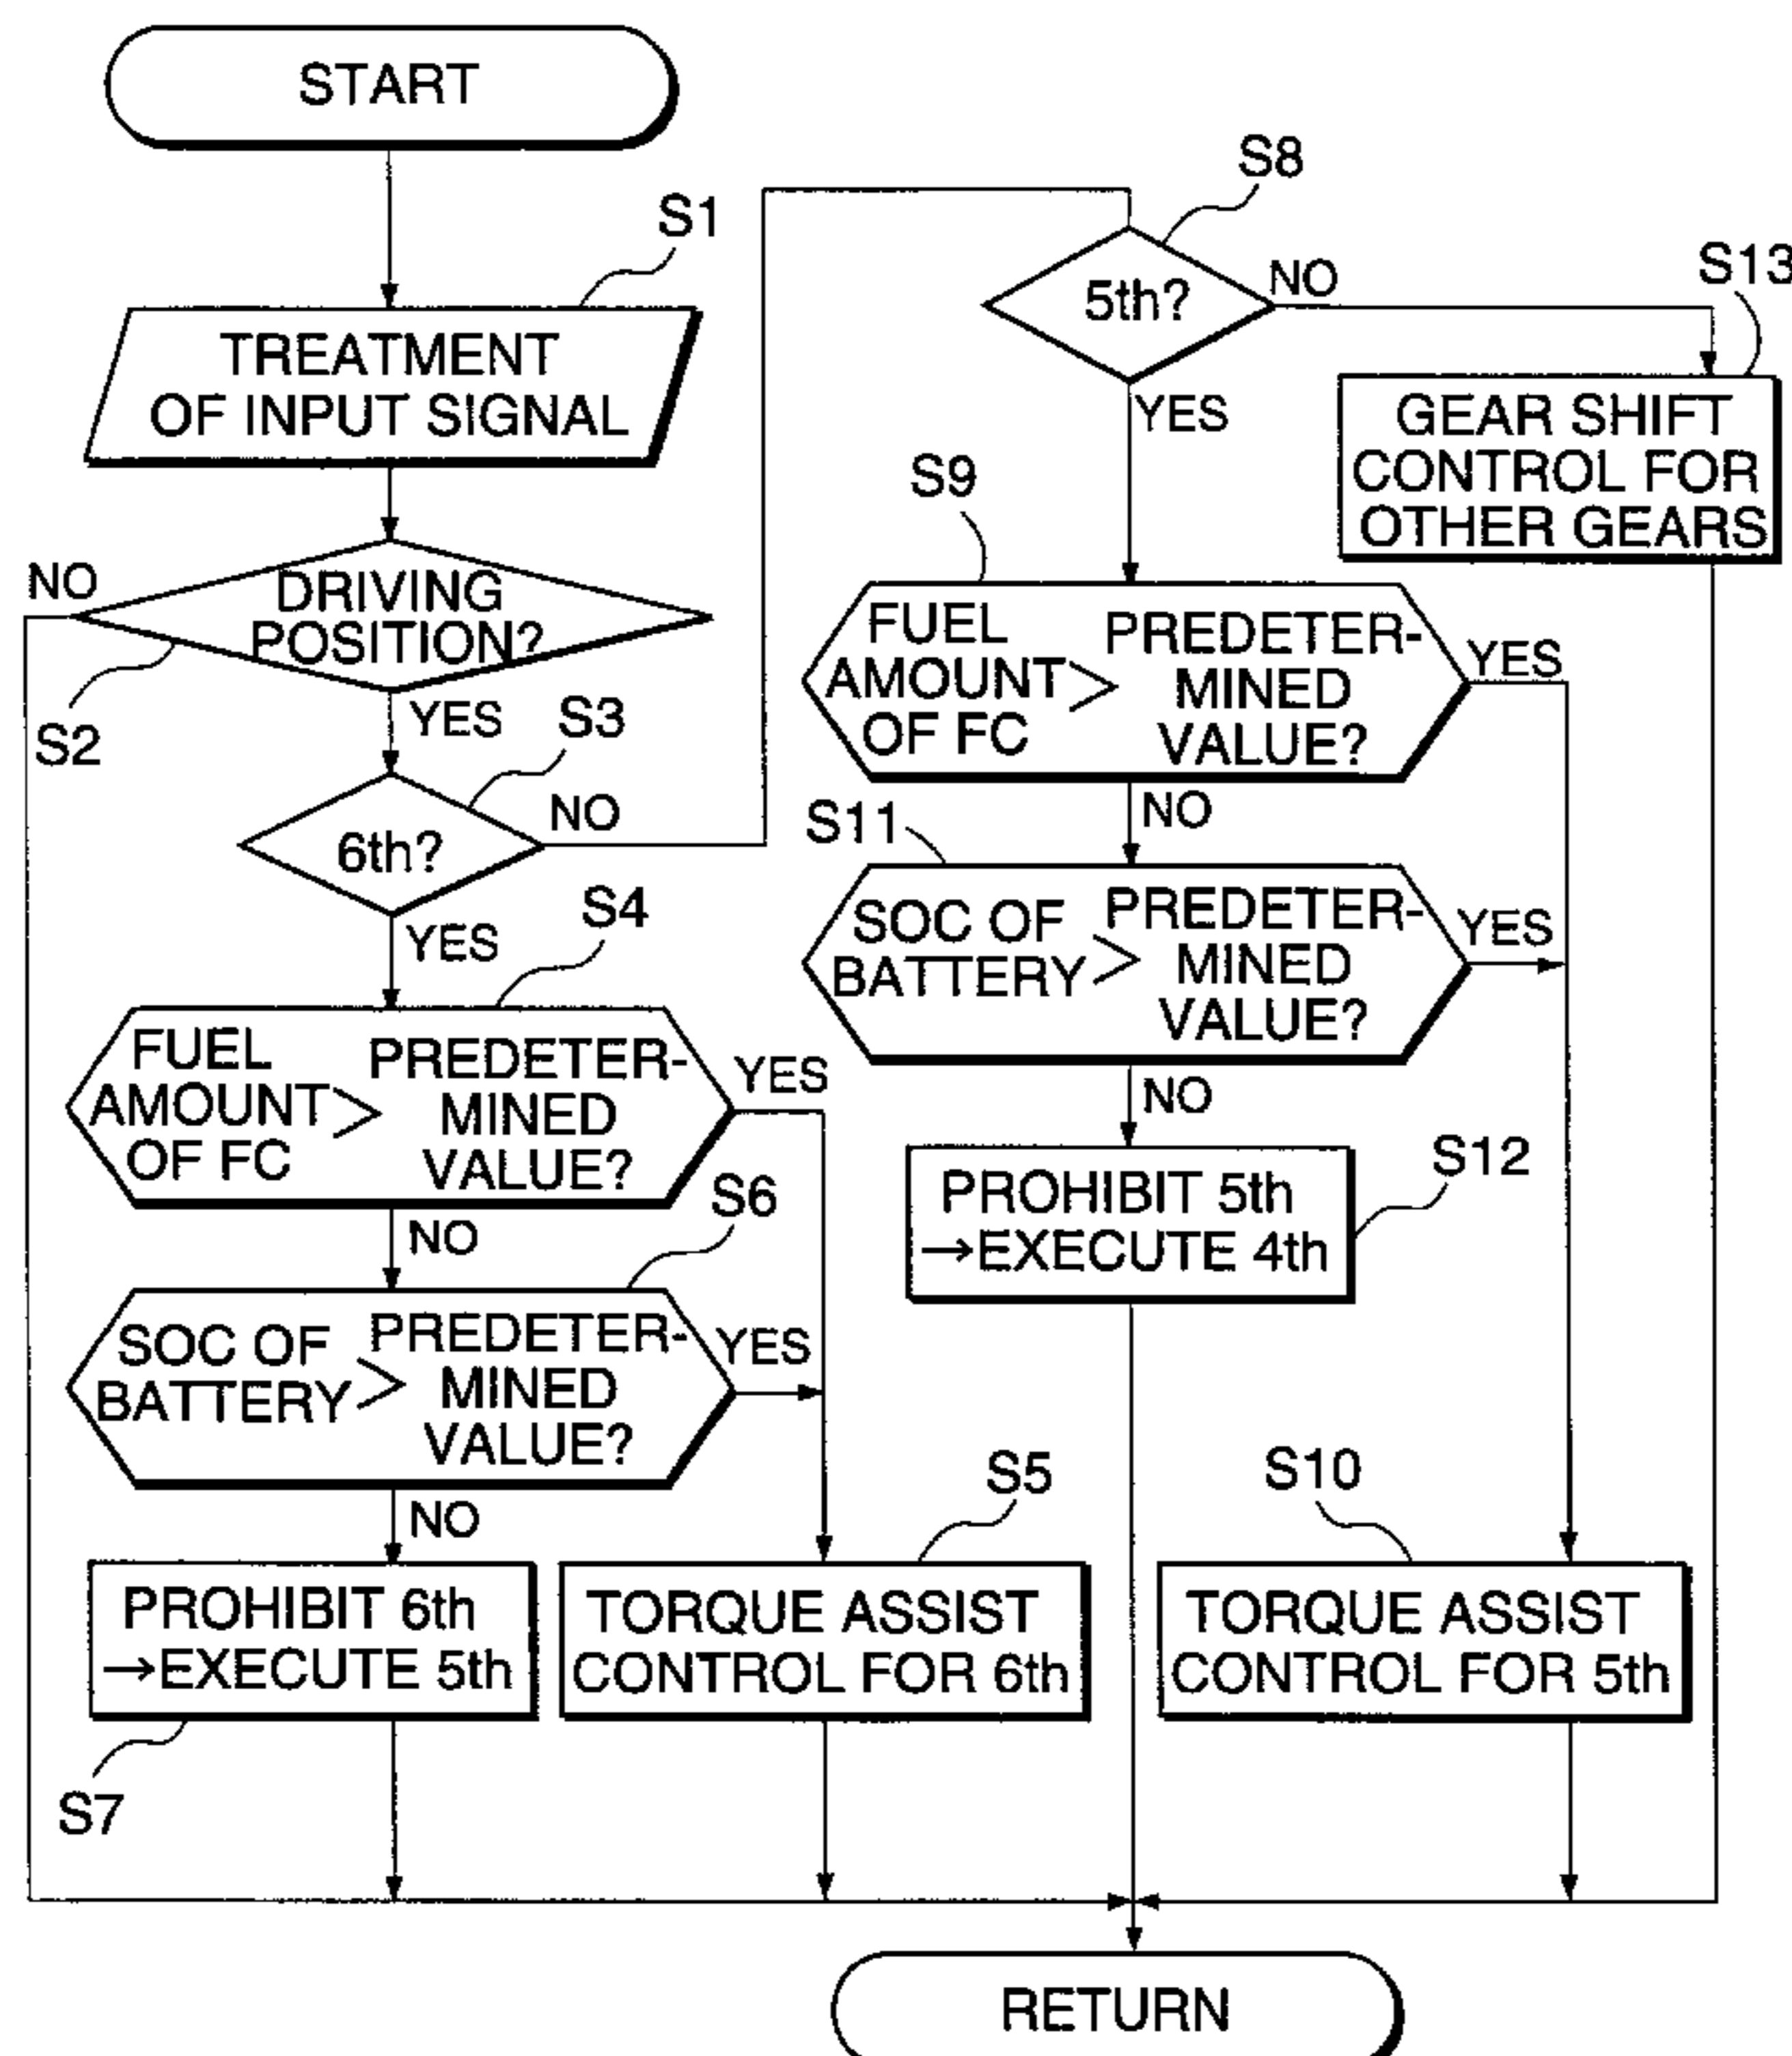 START
S1
TREATMENT
OF INPUT SIGNAL
NO
DRIVING
POSITION?
S2
YES
S3
6th?
NO
YES
S4
FUEL
AMOUNT
OF FC
>
PREDETER-
MINED
VALUE?
YES
NO
S6
SOC OF
BATTERY
>
PREDETER-
MINED
VALUE?
YES
NO
PROHIBIT 6th
→EXECUTE 5th
S7
S5
TORQUE ASSIST
CONTROL FOR 6th
S8
5th?
NO
S13
GEAR SHIFT
CONTROL FOR
OTHER GEARS
YES
S9
FUEL
AMOUNT
OF FC
>
PREDETER-
MINED
VALUE?
YES
NO
S11
SOC OF
BATTERY
>
PREDETER-
MINED
VALUE?
YES
NO
S12
PROHIBIT 5th
→EXECUTE 4th
S10
TORQUE ASSIST
CONTROL FOR 5th
RETURN